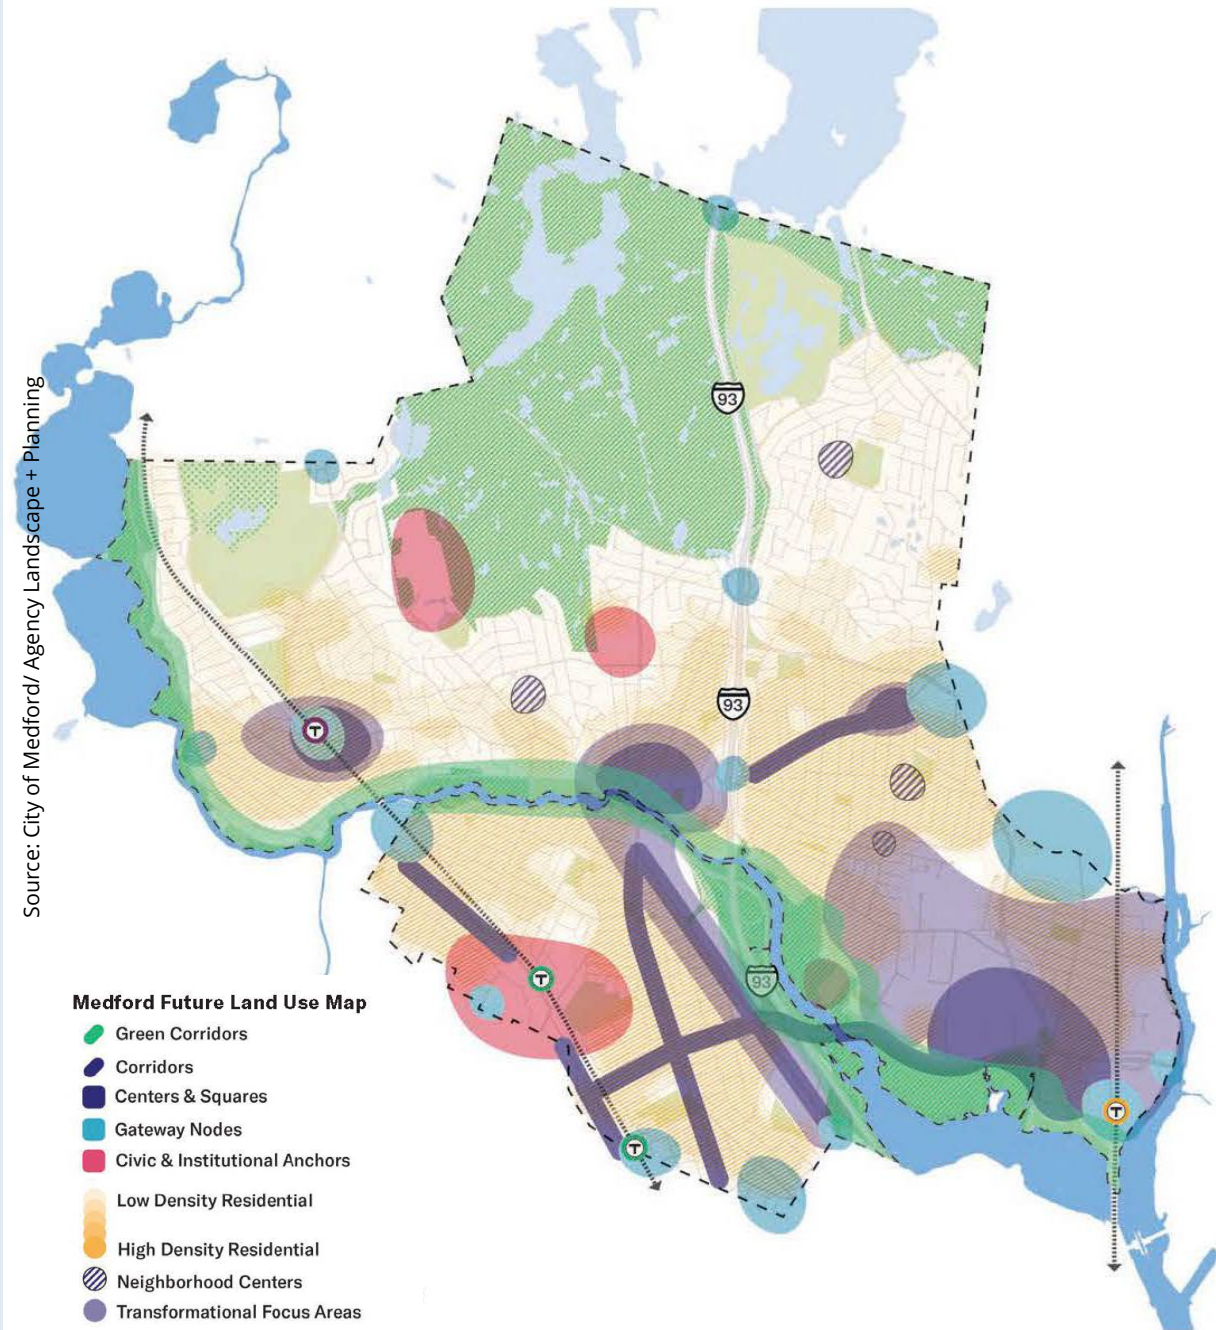 Source: City of Medford/ Agency Landscape + Planning
93
93
T
93
T
T
T
Medford Future Land Use Map
Green Corridors
Corridors
Centers & Squares
Gateway Nodes
Civic & Institutional Anchors
Low Density Residential
High Density Residential
Neighborhood Centers
Transformational Focus Areas